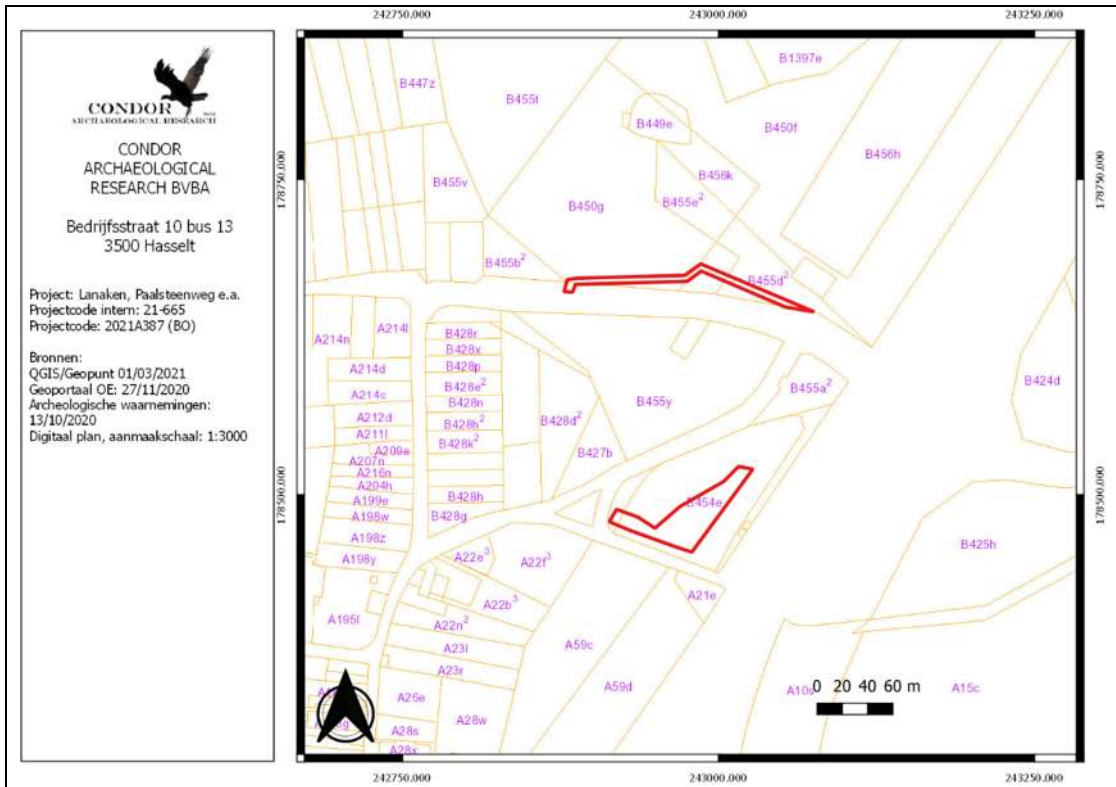 CONDOR
ARCHAEOLOGICAL RESEARCH
CONDOR
ARCHAEOLOGICAL
RESEARCH BVBA
Bedrijfsstraat 10 bus 13
3500 Hasselt
Project: Lanaken, Paalsteenweg e.a.
Projectcode intern: 21-665
Projectcode: 2021A387 (BO)
Bronnen:
QGIS/Geopunt 01/03/2021
Geoportaal OE: 27/11/2020
Archeologische waarnemingen:
13/10/2020
Digitaal plan, aanmaakschaal: 1:3000
242750,000 243000,000 243250,000
178750,000 178750,000
178500,000 178500,000
B1397e
B447z
B455t
B449e
B450f
B456h
B456k
B455v
B455e²
B450g
B455b²
B455d²
A214n
A214l
B428r
B428x
A214d
B428p
B428e²
B455a²
B424d
A214c
B428n
B455y
A212d
B428h²
B428d²
A211l
B428k²
A209e
B427b
A207n
A216n
A204h
B428h
B454e
A199e
A198w
B428g
A198z
B425h
A198y
A22e³
A22f³
A22b³
A21e
A195l
A22n²
A23l
A59c
A23r
A59d
A10s
A15c
A26e
A28w
A28s
A28x
0 20 40 60 m
242750,000 243000,000 243250,000